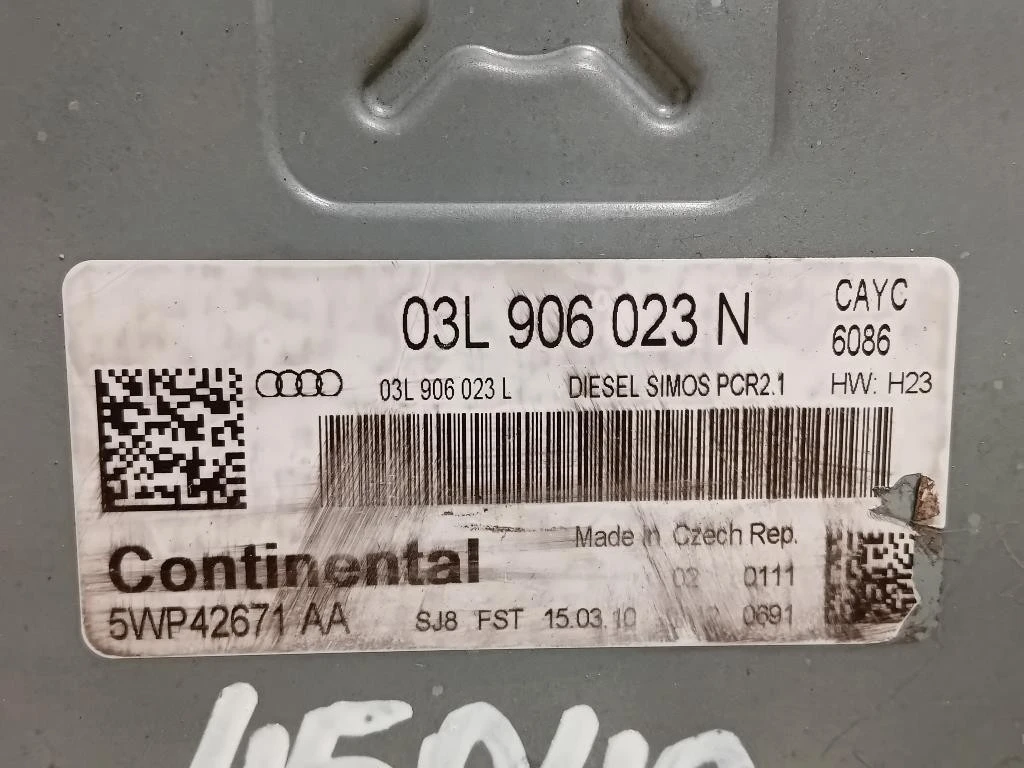 03L 906 023 N
CAYC
6086
03L 906 023 L DIESEL SIMOS PCR2.1 HW: H23
Made in Czech Rep.
Continental
02 0111
5WP42671 AA SJ8 FST 15.03.10 0691